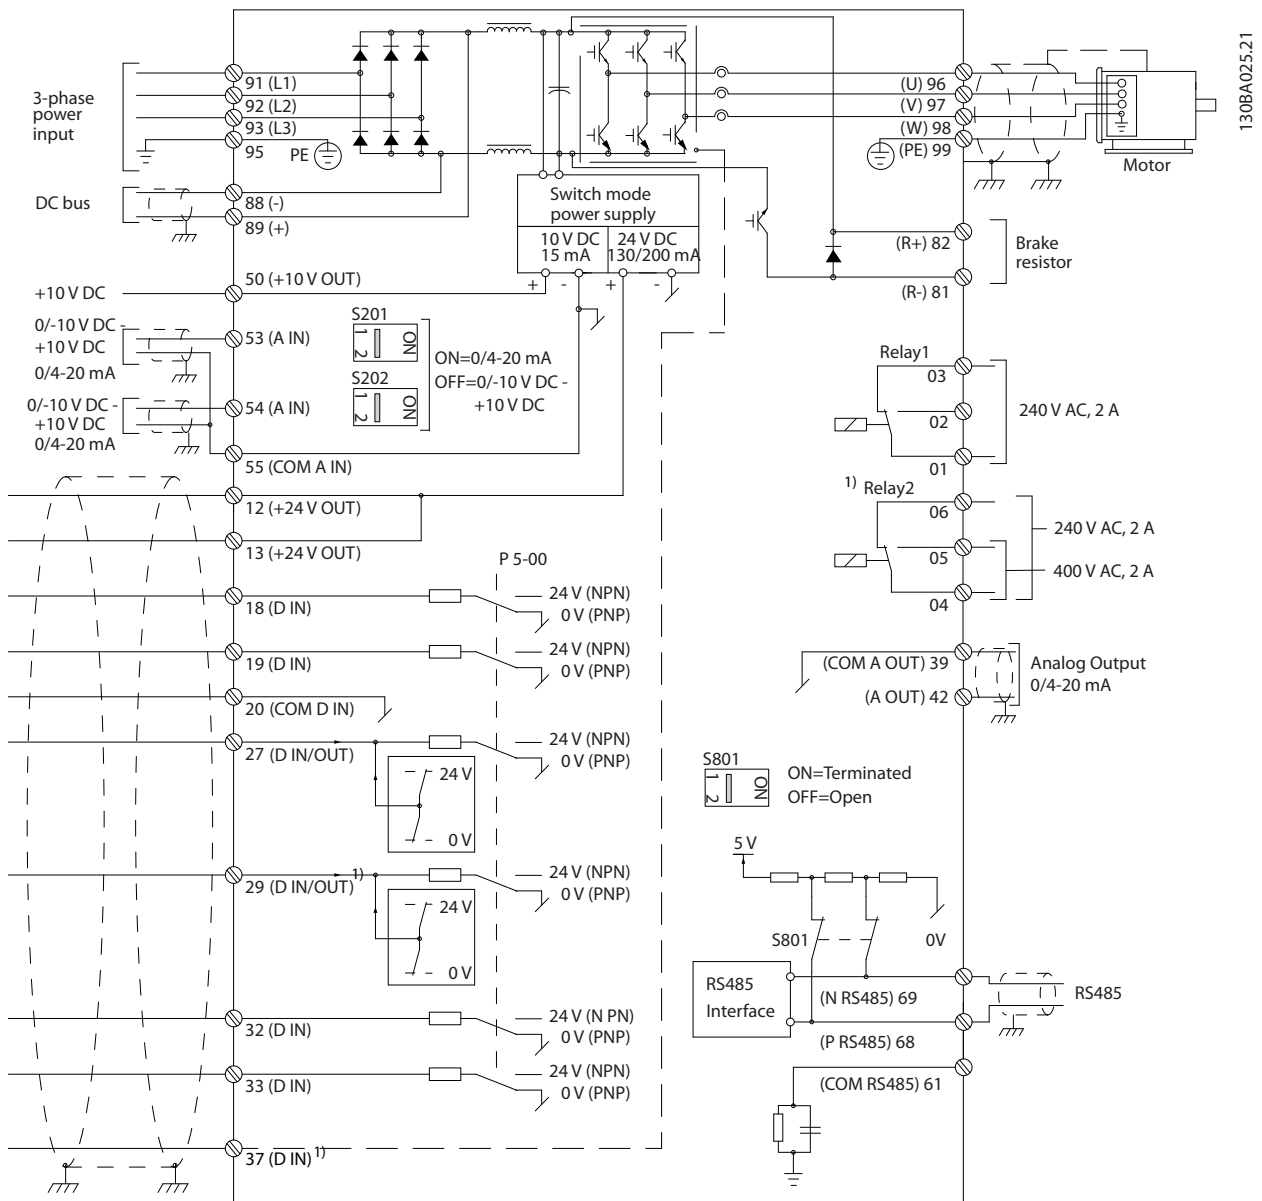 130BA025.21
3-phase
power
input
91 (L1)
92 (L2)
93 (L3)
95
PE
DC bus
88 (-)
89 (+)
Switch mode
power supply
10 V DC
15 mA
24 V DC
130/200 mA
+ - + -
(U) 96
(V) 97
(W) 98
(PE) 99
Motor
(R+) 82
(R-) 81
Brake
resistor
+10 V DC
50 (+10 V OUT)
0/-10 V DC -
+10 V DC
0/4-20 mA
53 (A IN)
0/-10 V DC -
+10 V DC
0/4-20 mA
54 (A IN)
55 (COM A IN)
S201
1 2
ON
S202
1 2
ON
ON=0/4-20 mA
OFF=0/-10 V DC -
+10 V DC
Relay1
03
02
01
240 V AC, 2 A
1) Relay2
06
05
04
240 V AC, 2 A
400 V AC, 2 A
12 (+24 V OUT)
13 (+24 V OUT)
P 5-00
18 (D IN)
24 V (NPN)
0 V (PNP)
19 (D IN)
24 V (NPN)
0 V (PNP)
20 (COM D IN)
27 (D IN/OUT)
24 V (NPN)
0 V (PNP)
24 V
0 V
29 (D IN/OUT) 1)
24 V (NPN)
0 V (PNP)
24 V
0 V
32 (D IN)
24 V (N PN)
0 V (PNP)
33 (D IN)
24 V (NPN)
0 V (PNP)
37 (D IN) 1)
(COM A OUT) 39
(A OUT) 42
Analog Output
0/4-20 mA
S801
1 2
ON
ON=Terminated
OFF=Open
5 V
S801
0V
RS485
Interface
(N RS485) 69
(P RS485) 68
(COM RS485) 61
RS485